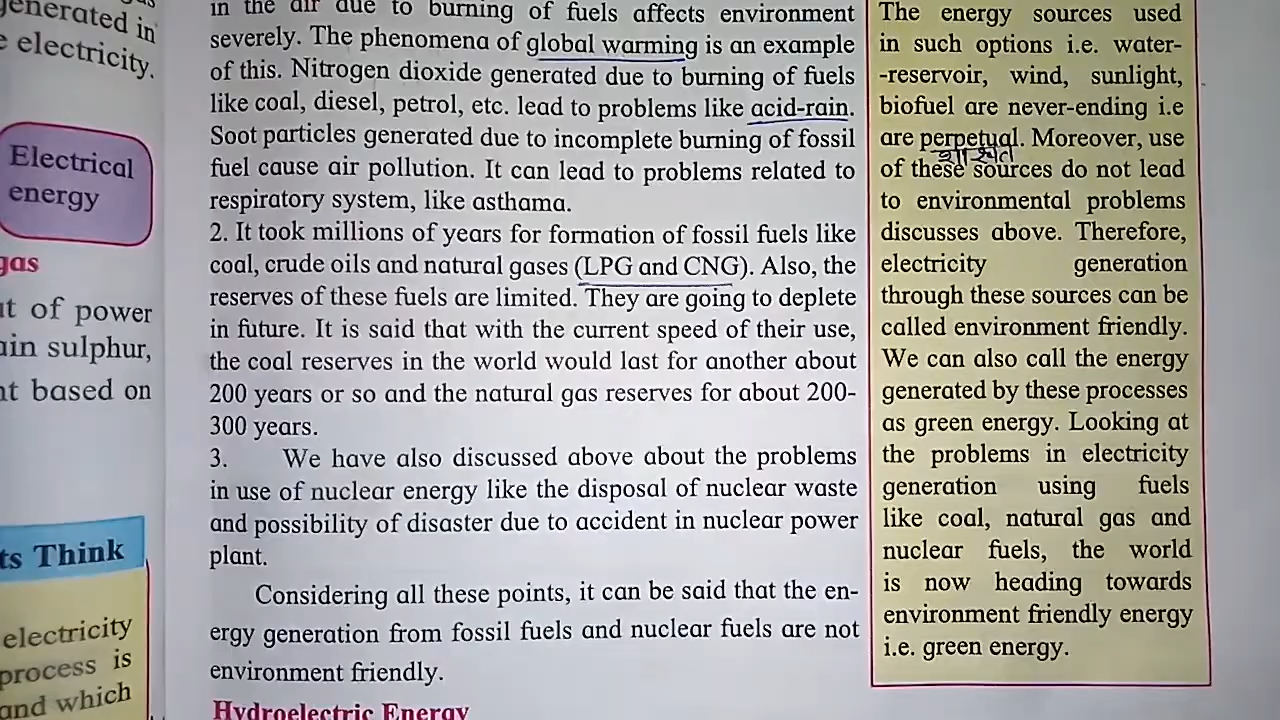 generated in
electricity.
Electrical
energy
gas
of power
sulphur,
based on
ts Think
electricity
process is
and which
in the air due to burning of fuels affects environment
severely. The phenomena of global warming is an example
of this. Nitrogen dioxide generated due to burning of fuels
like coal, diesel, petrol, etc. lead to problems like acid-rain.
Soot particles generated due to incomplete burning of fossil
fuel cause air pollution. It can lead to problems related to
respiratory system, like asthama.
2. It took millions of years for formation of fossil fuels like
coal, crude oils and natural gases (LPG and CNG). Also, the
reserves of these fuels are limited. They are going to deplete
in future. It is said that with the current speed of their use,
the coal reserves in the world would last for another about
200 years or so and the natural gas reserves for about 200-
300 years.
3. We have also discussed above about the problems
in use of nuclear energy like the disposal of nuclear waste
and possibility of disaster due to accident in nuclear power
plant.
Considering all these points, it can be said that the en-
ergy generation from fossil fuels and nuclear fuels are not
environment friendly.
Hydroelectric Energy
The energy sources used
in such options i.e. water-
-reservoir, wind, sunlight,
biofuel are never-ending i.e
are perpetual. Moreover, use
शाश्वत
of these sources do not lead
to environmental problems
discusses above. Therefore,
electricity generation
through these sources can be
called environment friendly.
We can also call the energy
generated by these processes
as green energy. Looking at
the problems in electricity
generation using fuels
like coal, natural gas and
nuclear fuels, the world
is now heading towards
environment friendly energy
i.e. green energy.